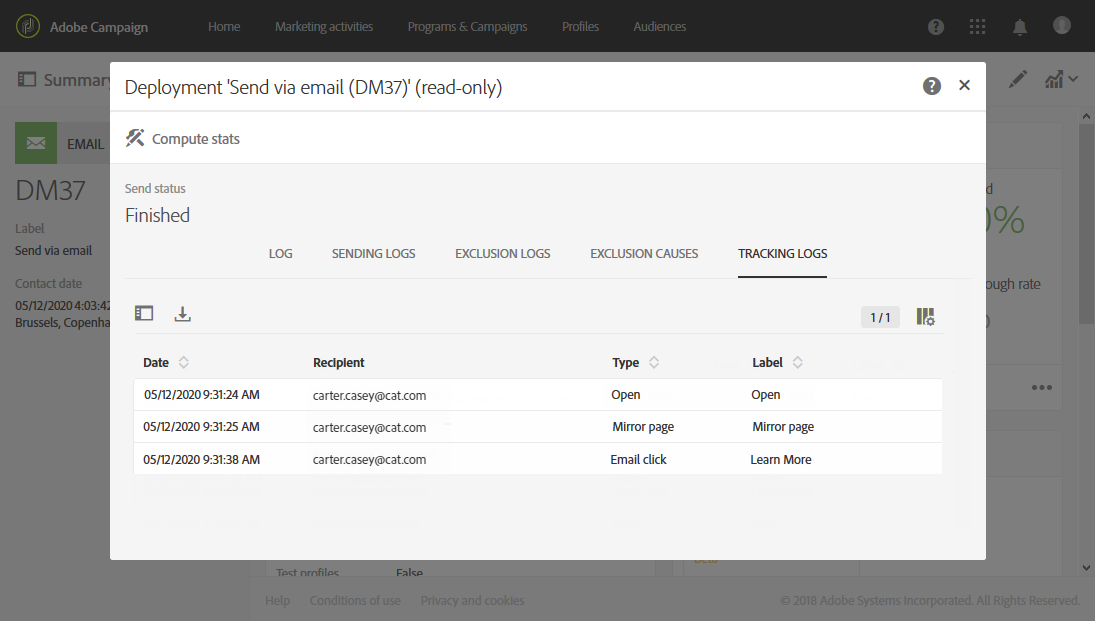 Adobe Campaign Home Marketing activities Programs & Campaigns Profiles Audiences
Summary
Deployment 'Send via email (DM37)' (read-only)
Compute stats
EMAIL
DM37
Label
Send via email
Contact date
05/12/2020 4:03:42
Brussels, Copenha
Send status
Finished
LOG SENDING LOGS EXCLUSION LOGS EXCLUSION CAUSES TRACKING LOGS
1 / 1
Date Recipient Type Label
05/12/2020 9:31:24 AM carter.casey@cat.com Open Open
05/12/2020 9:31:25 AM carter.casey@cat.com Mirror page Mirror page
05/12/2020 9:31:38 AM carter.casey@cat.com Email click Learn More
d
0%
ough rate
Test profiles False
Help Conditions of use Privacy and cookies © 2018 Adobe Systems Incorporated. All Rights Reserved.